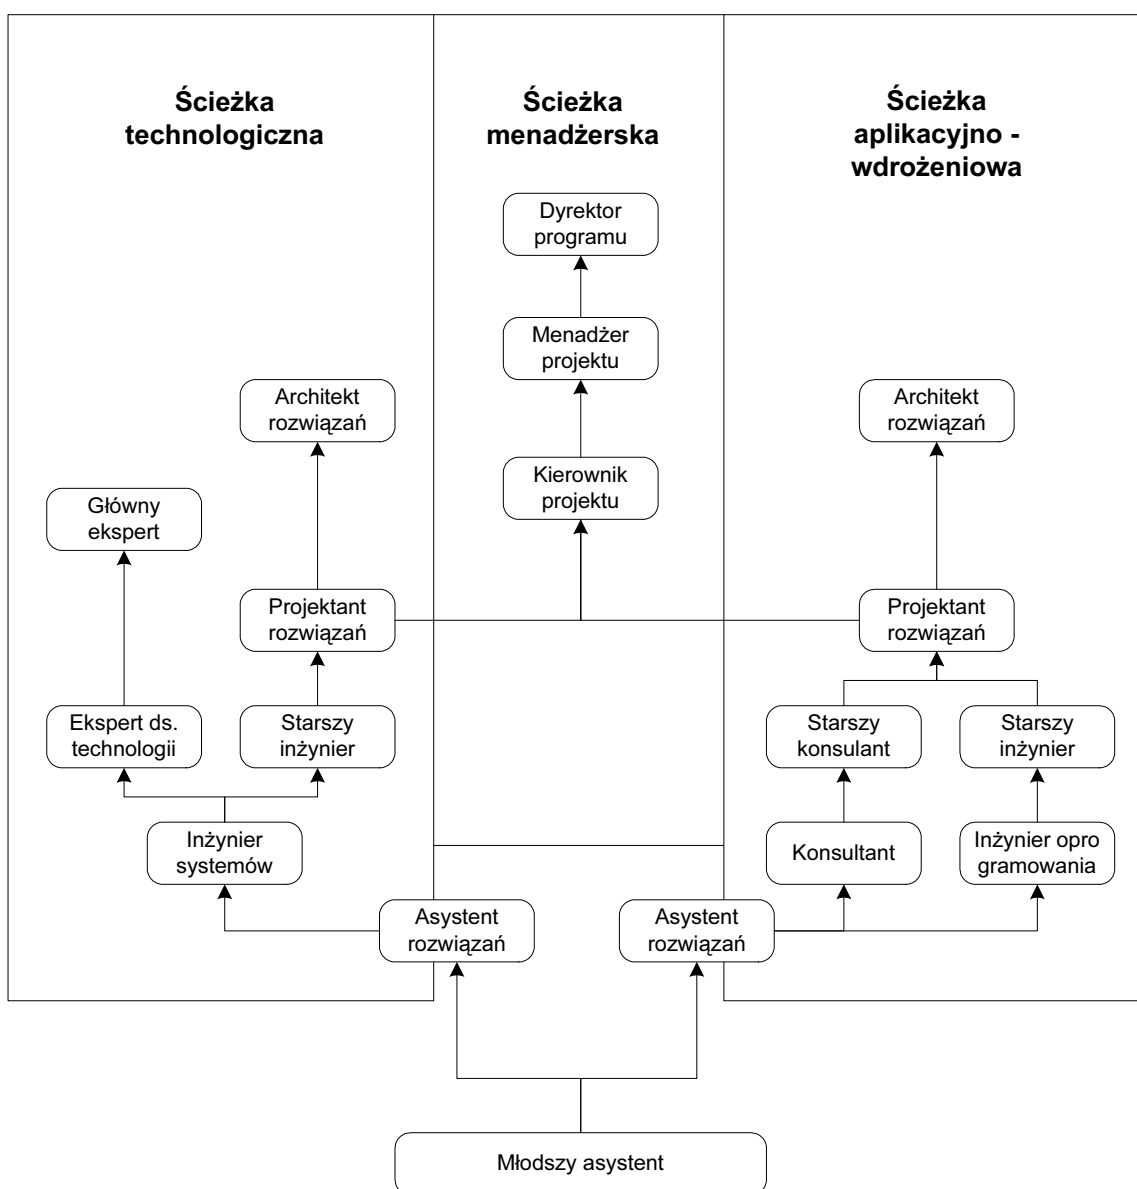 Ścieżka
technologiczna
Ścieżka
menadżerska
Ścieżka
aplikacyjno -
wdrożeniowa
Dyrektor
programu
Menadżer
projektu
Architekt
rozwiązań
Architekt
rozwiązań
Kierownik
projektu
Główny
ekspert
Projektant
rozwiązań
Projektant
rozwiązań
Ekspert ds.
technologii
Starszy
inżynier
Starszy
konsulant
Starszy
inżynier
Inżynier
systemów
Konsultant
Inżynier opro
gramowania
Asystent
rozwiązań
Asystent
rozwiązań
Młodszy asystent